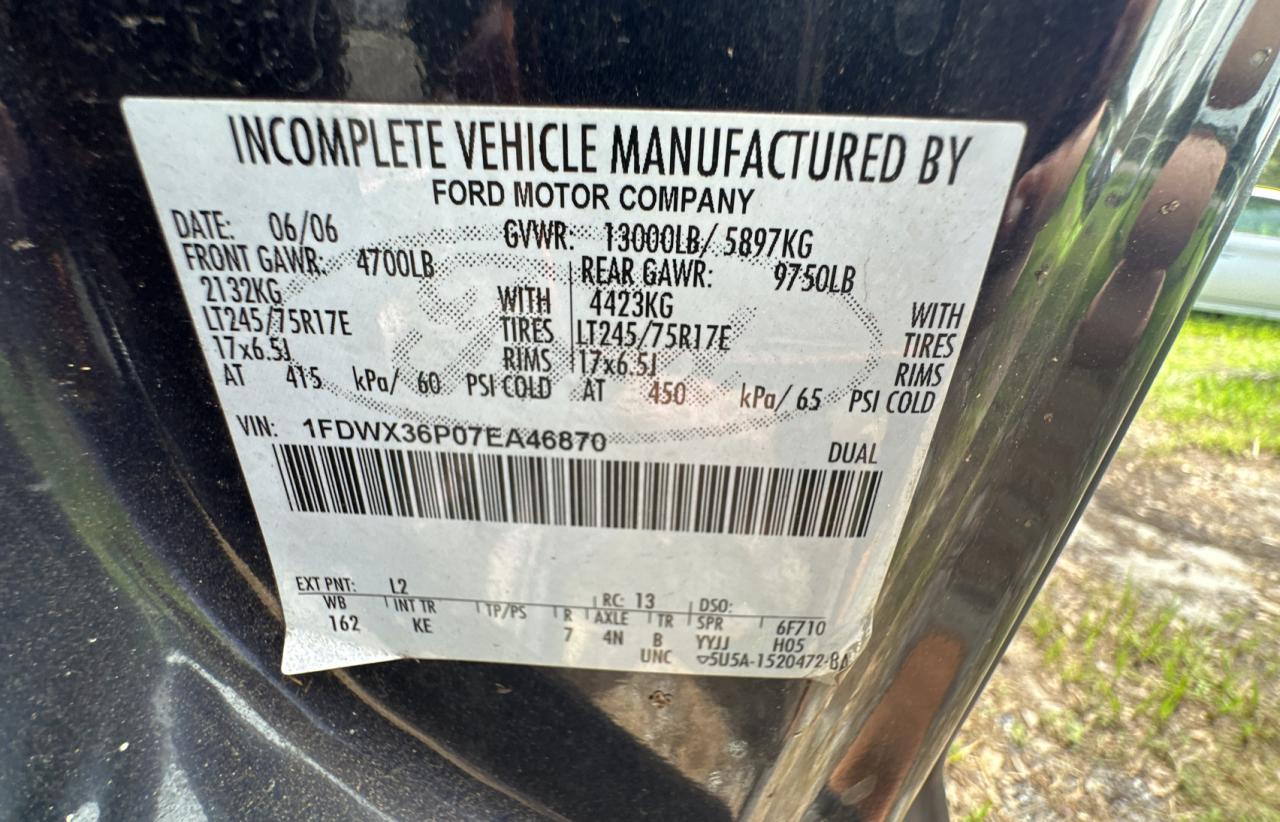 INCOMPLETE VEHICLE MANUFACTURED BY
FORD MOTOR COMPANY
DATE: 06/06 GVWR: 13000LB/ 5897KG
FRONT GAWR: 4700LB REAR GAWR: 9750LB
2132KG WITH 4423KG WITH
LT245/75R17E TIRES LT245/75R17E TIRES
17x6.5J RIMS 17x6.5J RIMS
AT 415 kPa/ 60 PSI COLD AT 450 kPa/ 65 PSI COLD
VIN: 1FDWX36P07EA46870
DUAL
EXT PNT: L2 RC: 13 DSO:
WB INT TR TP/PS R AXLE TR SPR 6F710
162 KE 7 4N B YYJJ H05
UNC ▽5U5A-1520472-BA